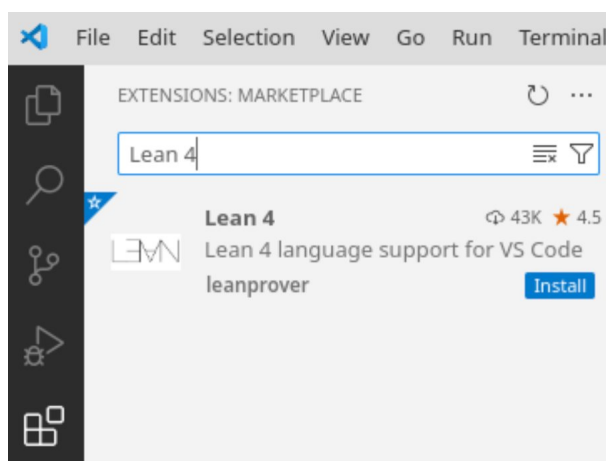 File Edit Selection View Go Run Terminal
EXTENSIONS: MARKETPLACE
Lean 4
Lean 4 43K 4.5
LEAN
Lean 4 language support for VS Code
leanprover Install